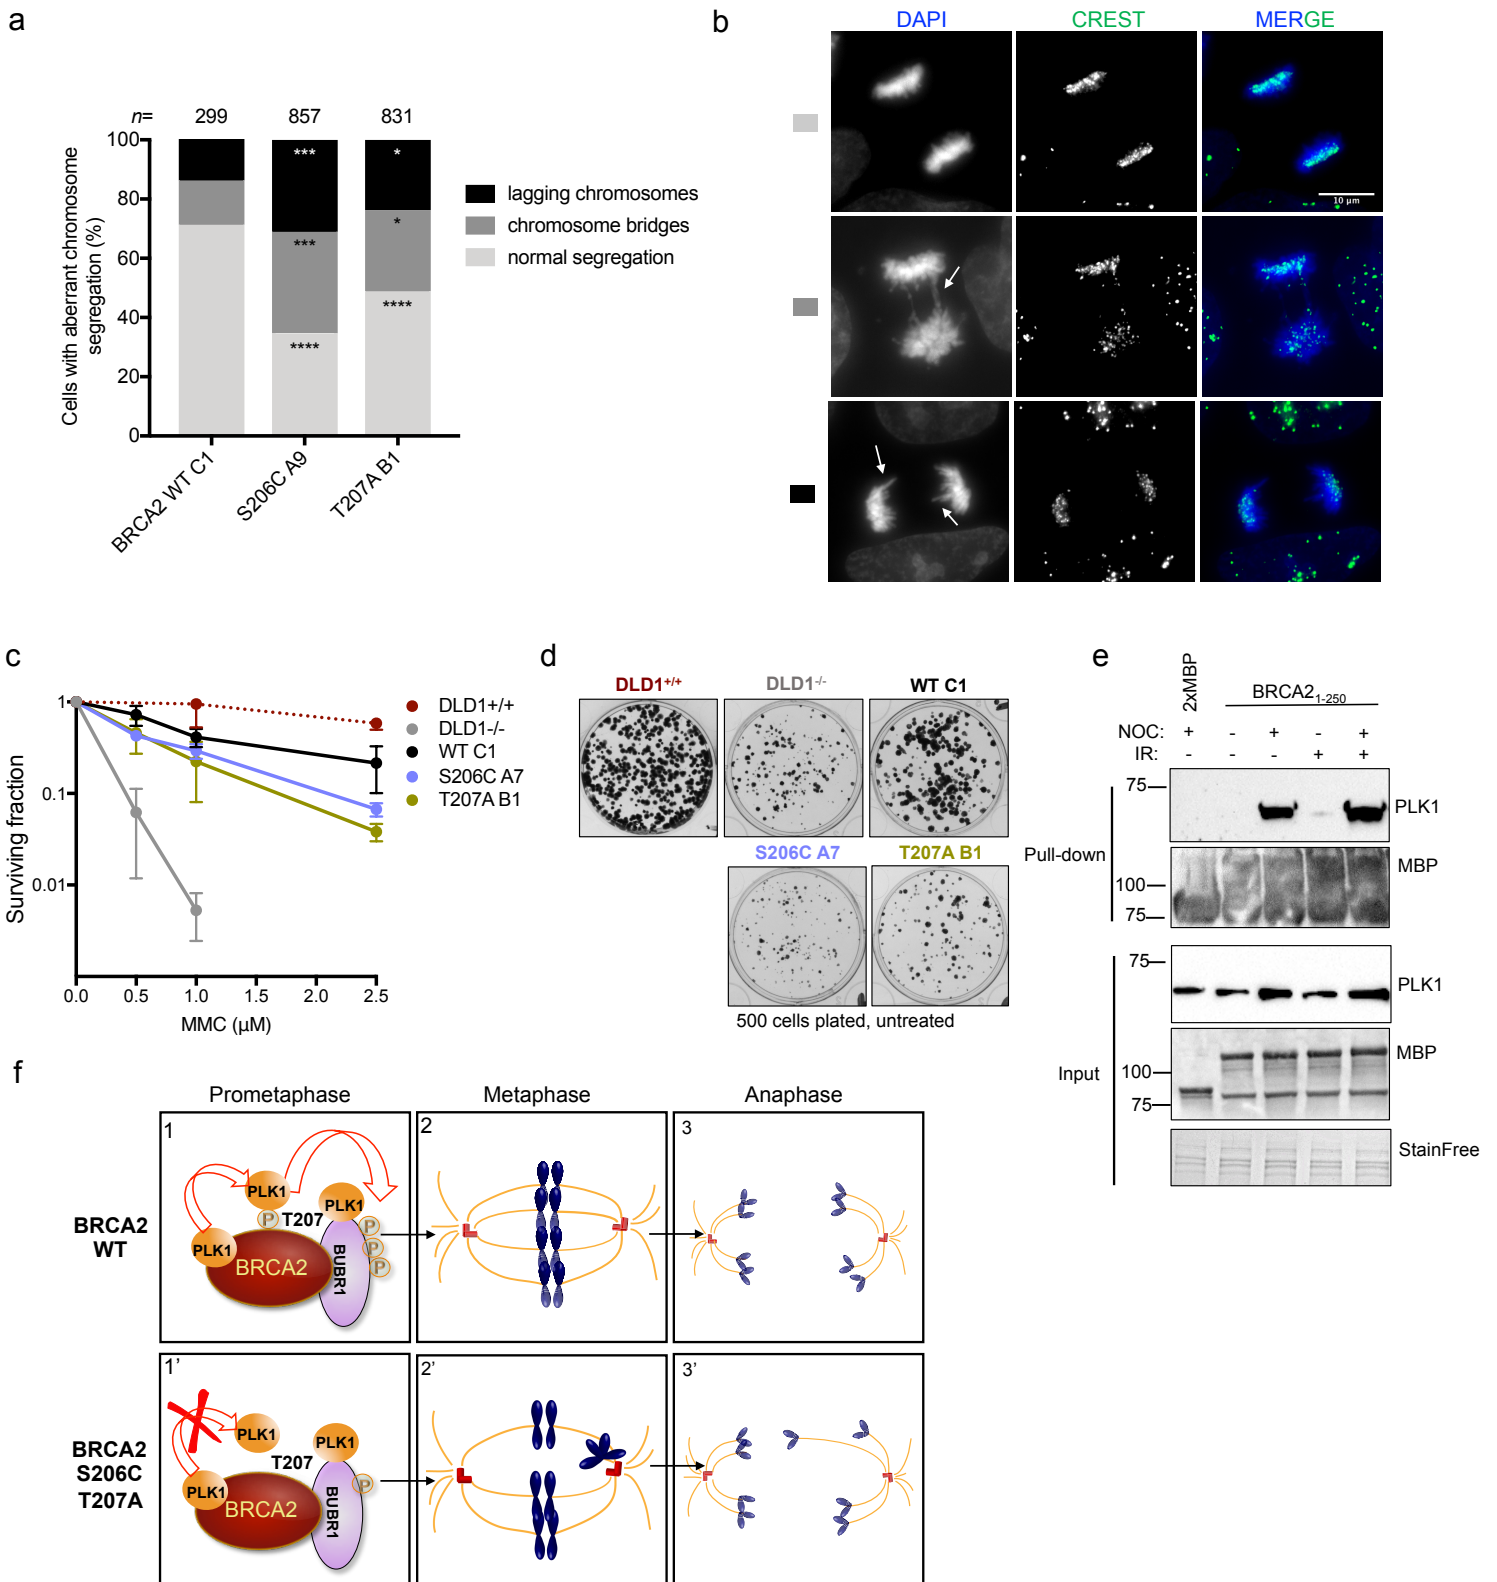 a
n= 299 857 831
100
80
60
40
20
0
Cells with aberrant chromosome
segregation (%)
*** *
*** *
**** ****
BRCA2 WT C1
S206C A9
T207A B1
lagging chromosomes
chromosome bridges
normal segregation
b
DAPI CREST MERGE
10 µm
c
Surviving fraction
1
0.1
0.01
0.0 0.5 1.0 1.5 2.0 2.5
MMC (µM)
DLD1+/+
DLD1-/-
WT C1
S206C A7
T207A B1
d
DLD1+/+ DLD1-/- WT C1
S206C A7 T207A B1
500 cells plated, untreated
e
2xMBP
BRCA2 1-250
NOC: + - + - +
IR: - - - + +
75
PLK1
Pull-down
MBP
100
75
75
PLK1
Input
MBP
100
75
StainFree
f
Prometaphase Metaphase Anaphase
BRCA2
WT
1
PLK1
P
T207
PLK1
PLK1
BRCA2
BUBR1
P
P
P
2
3
BRCA2
S206C
T207A
1'
PLK1
PLK1
T207
PLK1
BRCA2
BUBR1
P
2'
3'